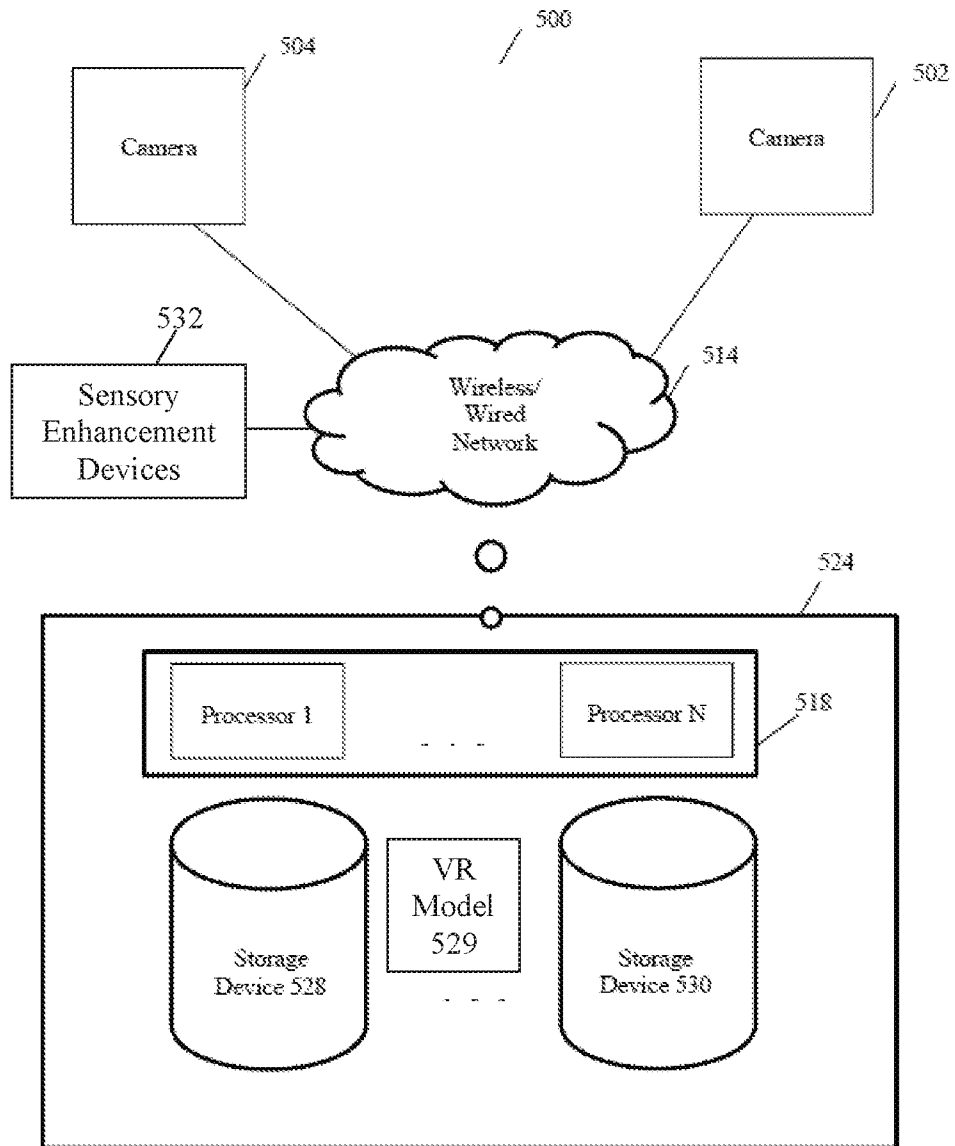 500
504
502
Camera
Camera
532
514
Sensory
Enhancement
Devices
Wireless/
Wired
Network
524
518
Processor 1
. . .
Processor N
VR
Model
529
Storage
Device 528
Storage
Device 530
. . . .